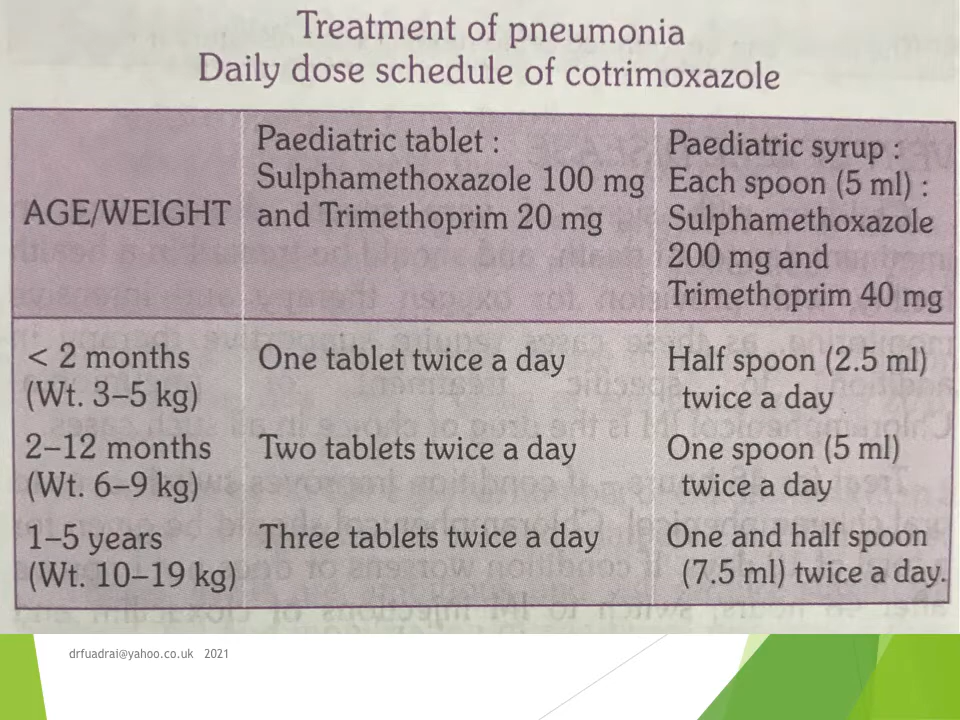 Treatment of pneumonia
Daily dose schedule of cotrimoxazole
AGE/WEIGHT
Paediatric tablet :
Sulphamethoxazole 100 mg
and Trimethoprim 20 mg
Paediatric syrup :
Each spoon (5 ml) :
Sulphamethoxazole
200 mg and
Trimethoprim 40 mg
< 2 months
(Wt. 3–5 kg)
One tablet twice a day
Half spoon (2.5 ml)
twice a day
2–12 months
(Wt. 6–9 kg)
Two tablets twice a day
One spoon (5 ml)
twice a day
1–5 years
(Wt. 10–19 kg)
Three tablets twice a day
One and half spoon
(7.5 ml) twice a day.
drfuadrai@yahoo.co.uk 2021